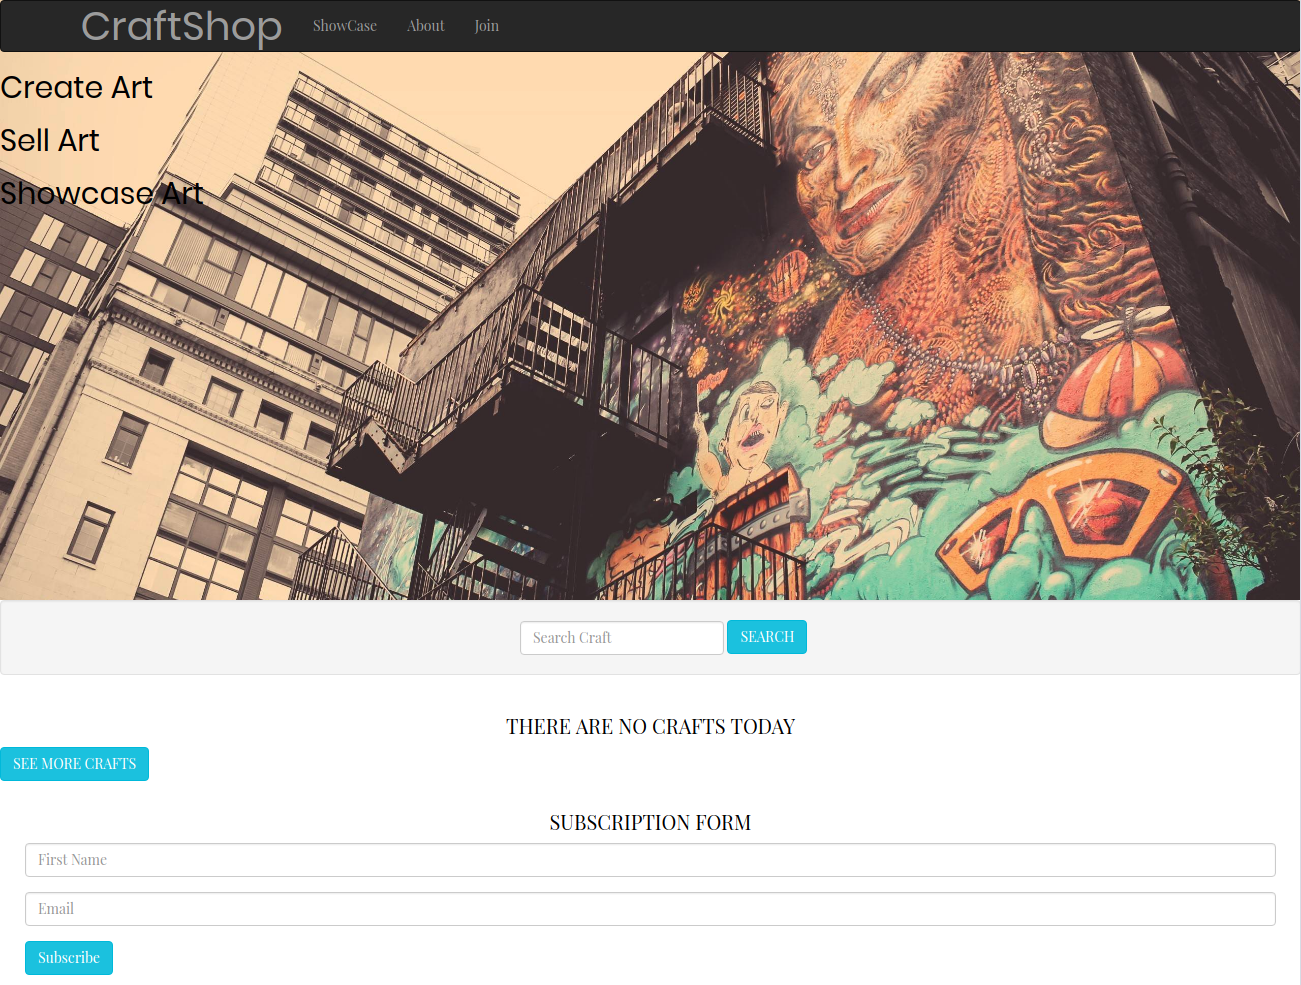 CraftShop ShowCase About Join
Create Art
Sell Art
Showcase Art
Search Craft SEARCH
THERE ARE NO CRAFTS TODAY
SEE MORE CRAFTS
SUBSCRIPTION FORM
First Name
Email
Subscribe